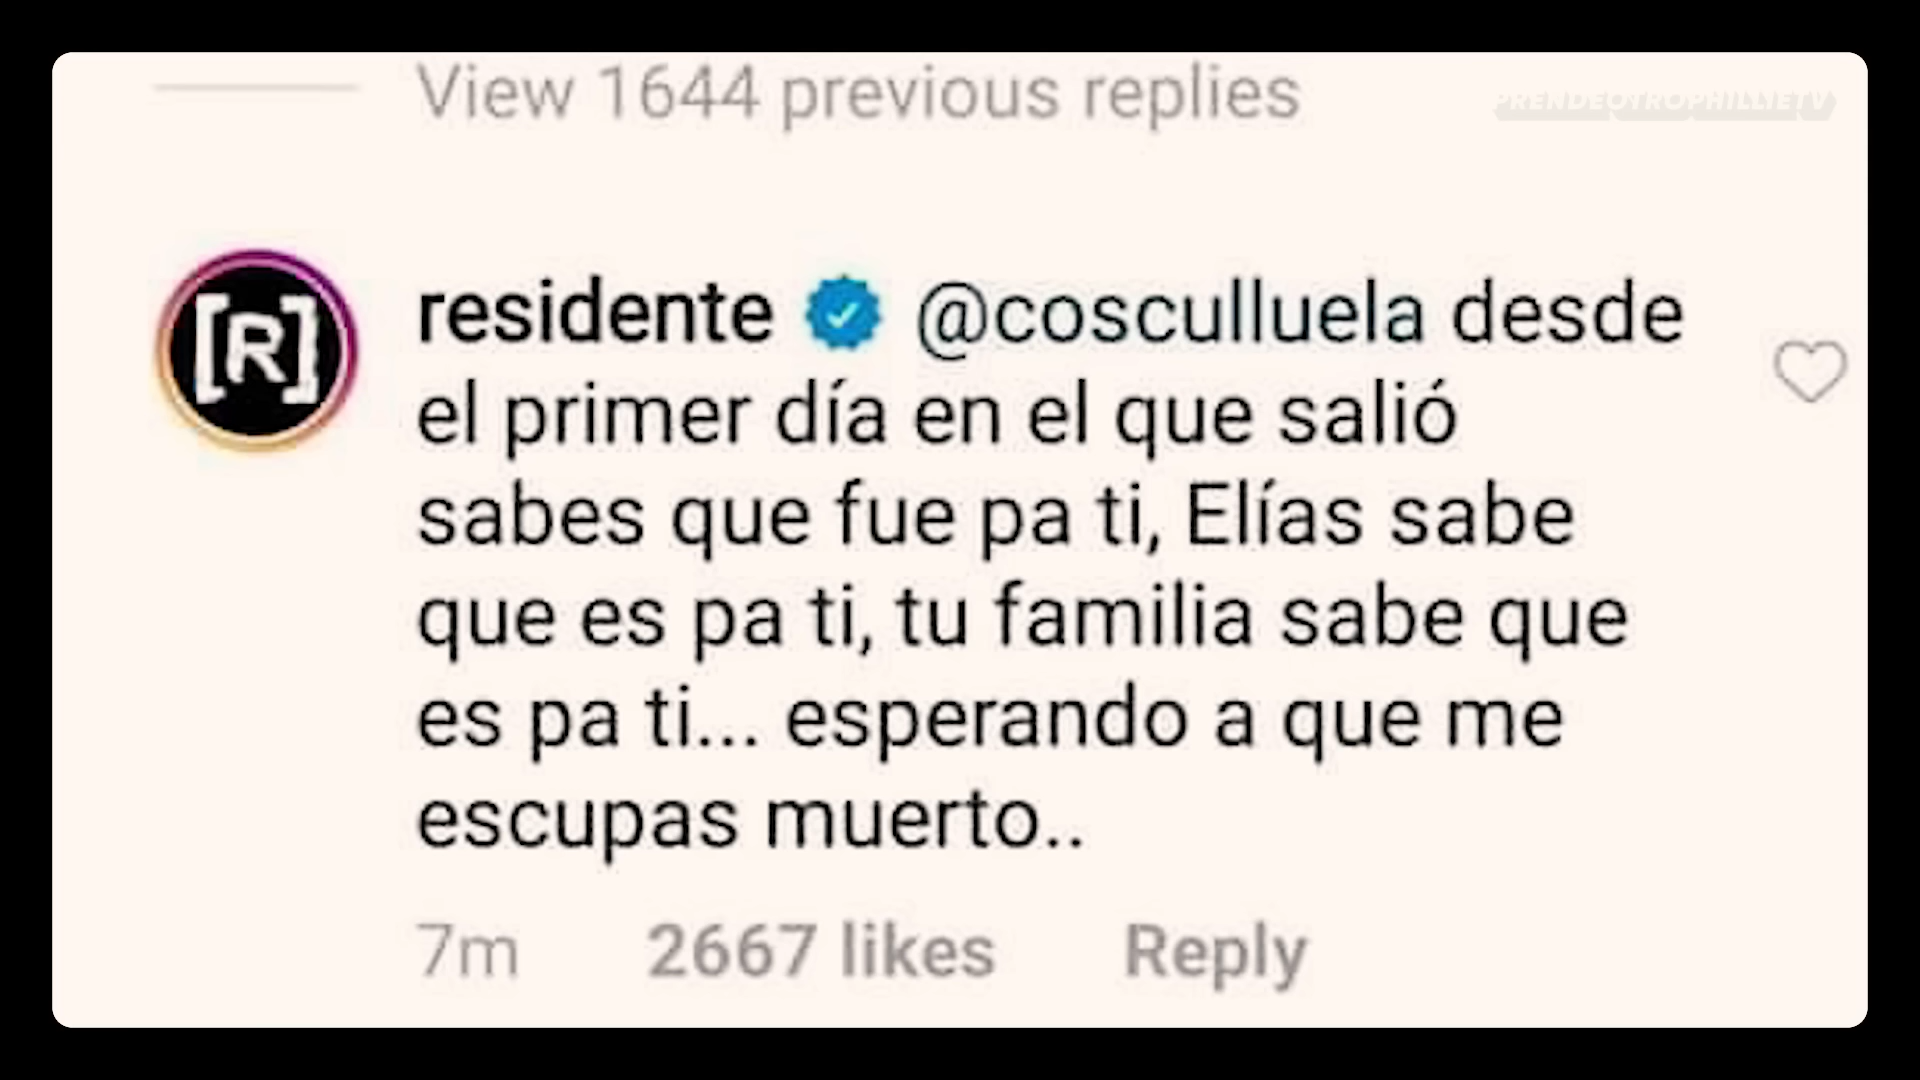 View 1644 previous replies
PRENDEOTROPHILLIETV
[R]
residente @cosculluela desde
el primer día en el que salió
sabes que fue pa ti, Elías sabe
que es pa ti, tu familia sabe que
es pa ti... esperando a que me
escupas muerto..
7m 2667 likes Reply